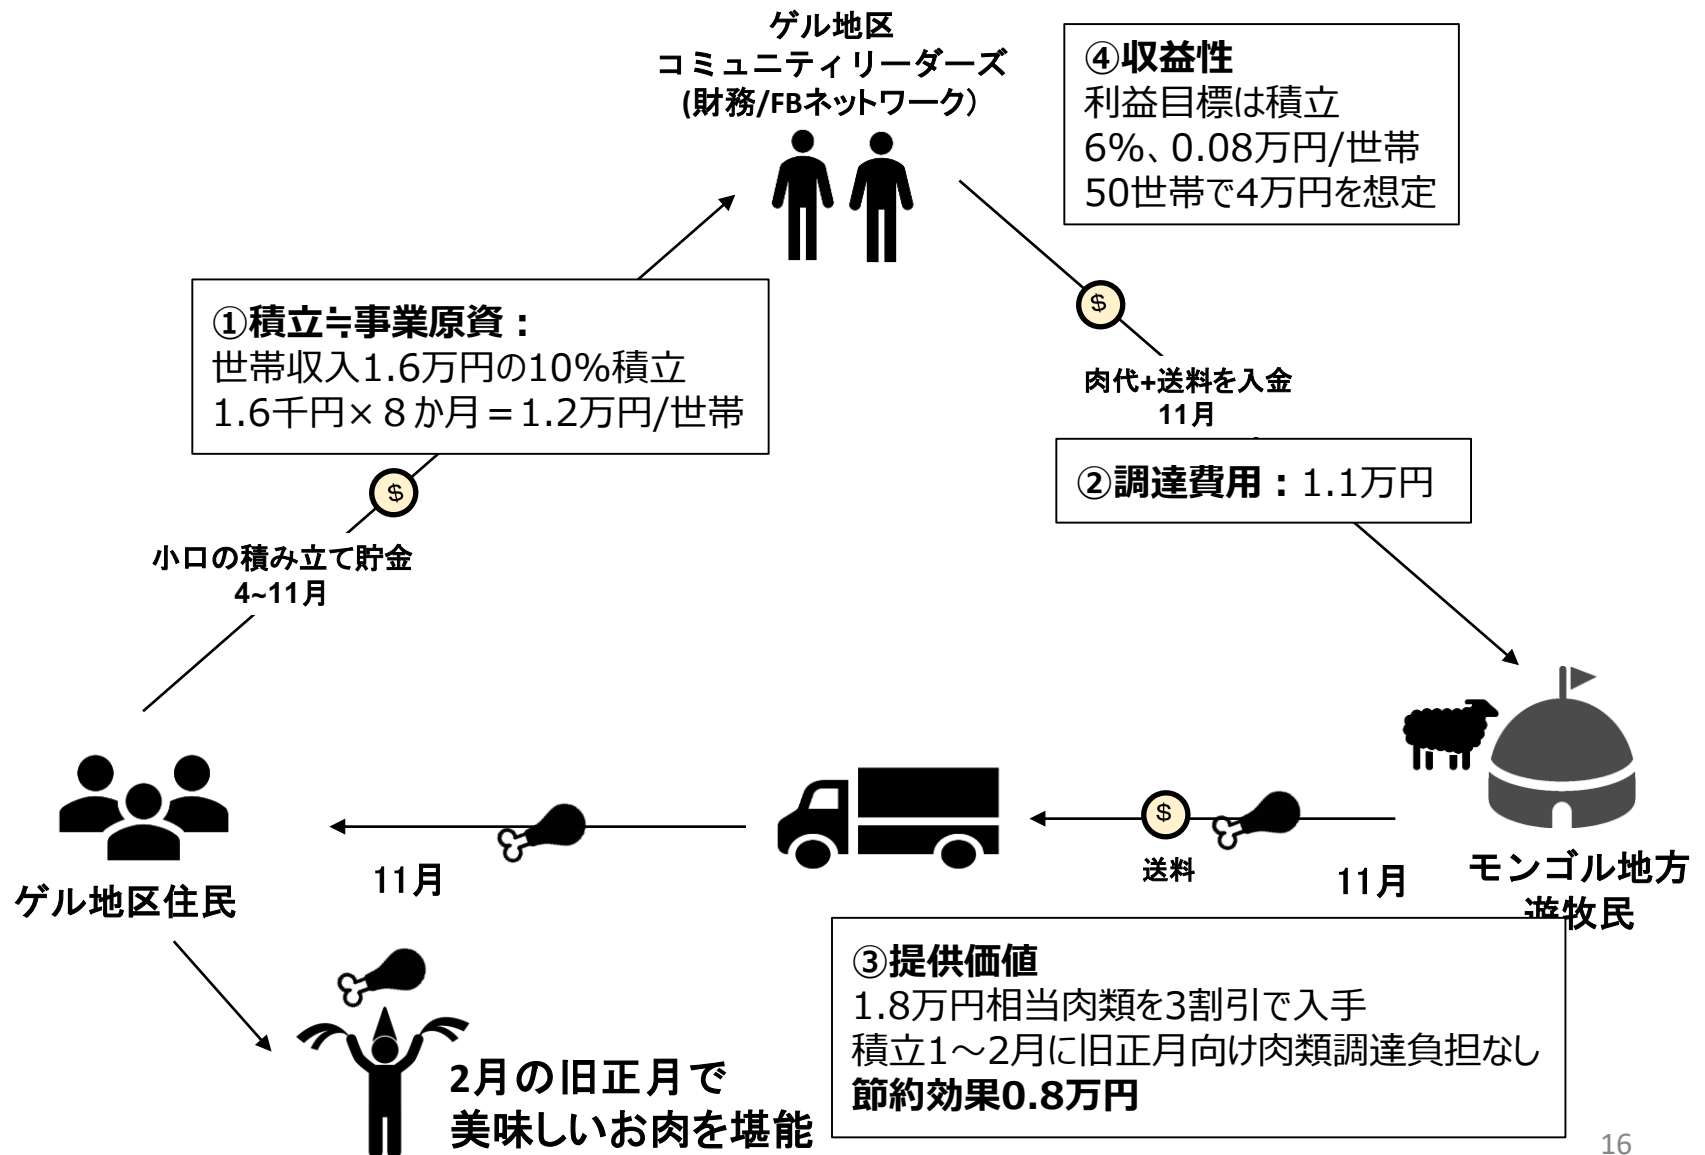 ゲル地区
コミュニティリーダーズ
(財務/FBネットワーク）
④収益性
利益目標は積立
6%、0.08万円/世帯
50世帯で4万円を想定
①積立≒事業原資：
世帯収入1.6万円の10%積立
1.6千円×８か月＝1.2万円/世帯
$
$
肉代+送料を入金
11月
②調達費用：1.1万円
小口の積み立て貯金
4~11月
$
送料
11月
11月
ゲル地区住民
モンゴル地方
遊牧民
③提供価値
1.8万円相当肉類を3割引で入手
積立1～2月に旧正月向け肉類調達負担なし
節約効果0.8万円
2月の旧正月で
美味しいお肉を堪能
16